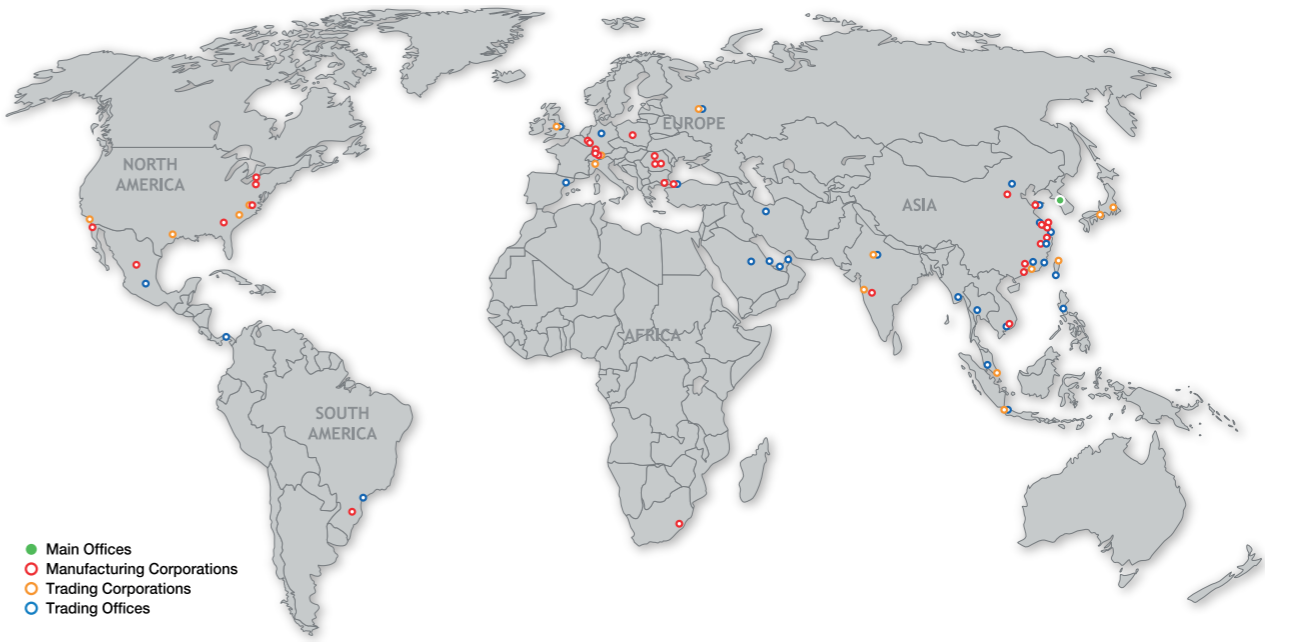 EUROPE
NORTH
AMERICA
ASIA
AFRICA
SOUTH
AMERICA
Main Offices
Manufacturing Corporations
Trading Corporations
Trading Offices